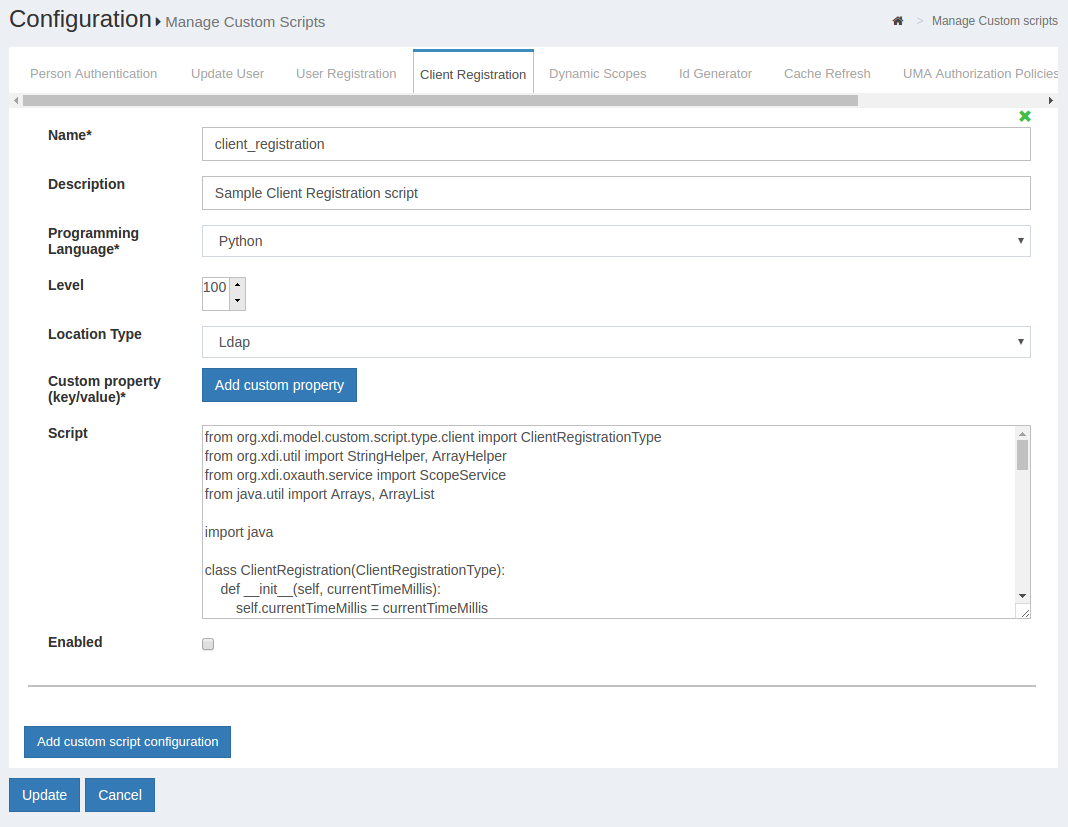 Configuration Manage Custom Scripts
> Manage Custom scripts
Person Authentication Update User User Registration Client Registration Dynamic Scopes Id Generator Cache Refresh UMA Authorization Policies
Name*
client_registration
Description
Sample Client Registration script
Programming
Language*
Python
Level
100
Location Type
Ldap
Custom property
(key/value)*
Add custom property
Script
from org.xdi.model.custom.script.type.client import ClientRegistrationType
from org.xdi.util import StringHelper, ArrayHelper
from org.xdi.oxauth.service import ScopeService
from java.util import Arrays, ArrayList
import java
class ClientRegistration(ClientRegistrationType):
def __init__(self, currentTimeMillis):
self.currentTimeMillis = currentTimeMillis
Enabled
Add custom script configuration
Update Cancel